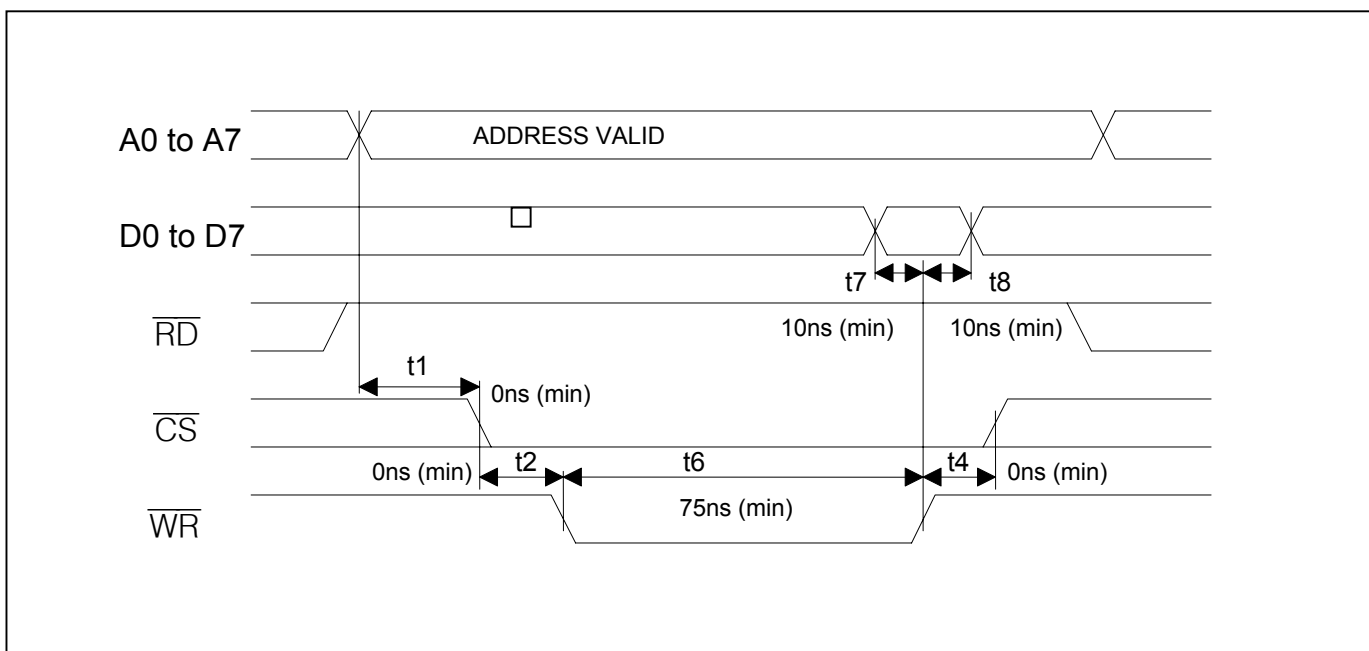 A0 to A7
ADDRESS VALID
D0 to D7
t7
t8
RD
10ns (min)
10ns (min)
t1
0ns (min)
CS
0ns (min)
t2
t6
t4
0ns (min)
75ns (min)
WR